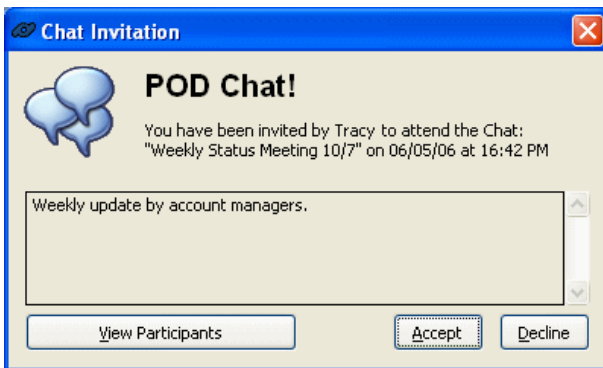 Chat Invitation
POD Chat!
You have been invited by Tracy to attend the Chat:
"Weekly Status Meeting 10/7" on 06/05/06 at 16:42 PM
Weekly update by account managers.
View Participants
Accept
Decline